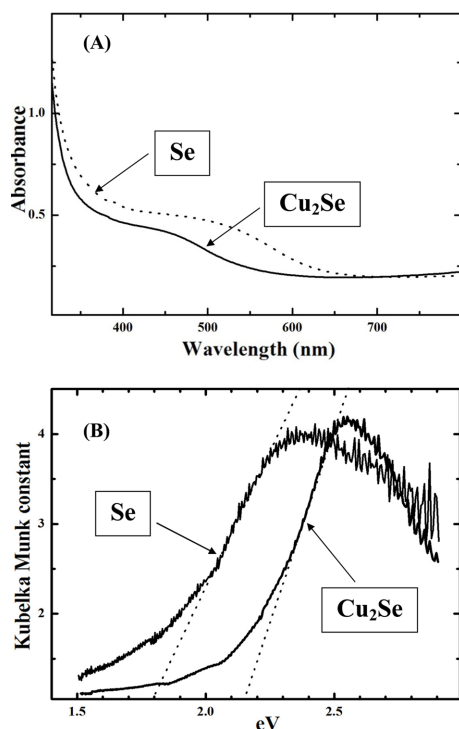 (A)
1.0
Se
Absorbance
Cu₂Se
0.5
400 500 600 700
Wavelength (nm)
(B)
4
Kubelka Munk constant
Se
3
2
Cu₂Se
1.5 2.0 2.5
eV